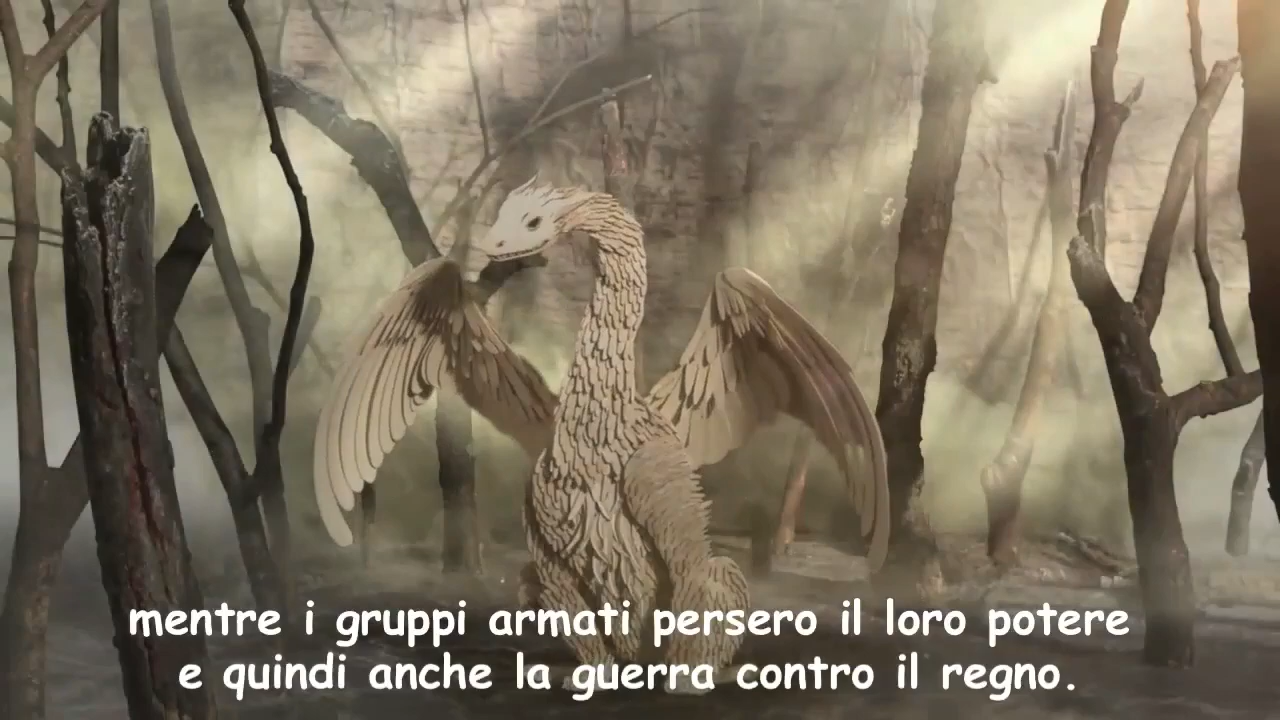 mentre i gruppi armati persero il loro potere
e quindi anche la guerra contro il regno.